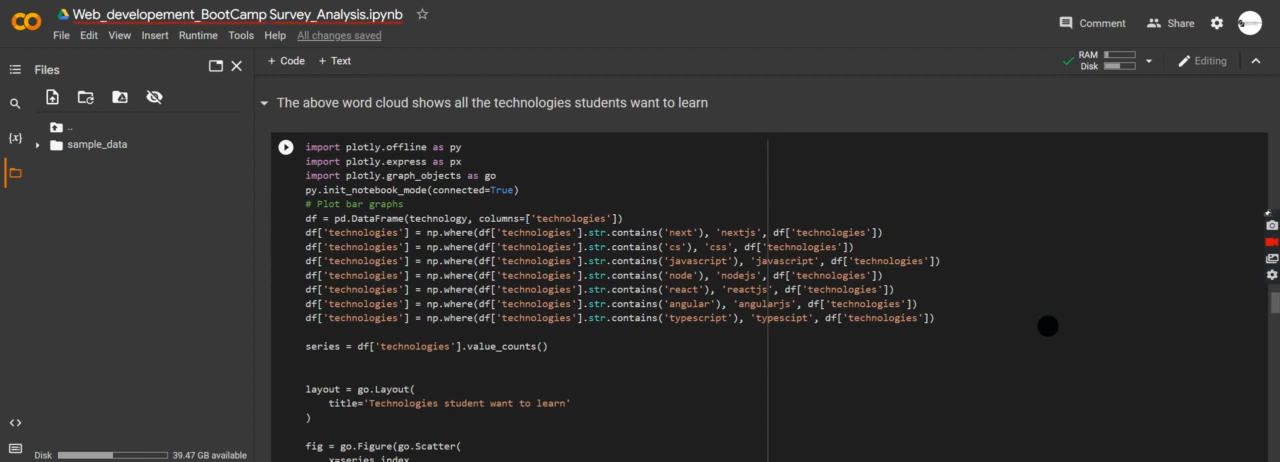 Web_developement_BootCamp Survey_Analysis.ipynb
File Edit View Insert Runtime Tools Help All changes saved
Comment Share
Files
+ Code + Text
RAM
Disk
Editing
..
sample_data
{x}
The above word cloud shows all the technologies students want to learn
import plotly.offline as py
import plotly.express as px
import plotly.graph_objects as go
py.init_notebook_mode(connected=True)
# Plot bar graphs
df = pd.DataFrame(technology, columns=['technologies'])
df['technologies'] = np.where(df['technologies'].str.contains('next'), 'nextjs', df['technologies'])
df['technologies'] = np.where(df['technologies'].str.contains('cs'), 'css', df['technologies'])
df['technologies'] = np.where(df['technologies'].str.contains('javascript'), 'javascript', df['technologies'])
df['technologies'] = np.where(df['technologies'].str.contains('node'), 'nodejs', df['technologies'])
df['technologies'] = np.where(df['technologies'].str.contains('react'), 'reactjs', df['technologies'])
df['technologies'] = np.where(df['technologies'].str.contains('angular'), 'angularjs', df['technologies'])
df['technologies'] = np.where(df['technologies'].str.contains('typescript'), 'typescipt', df['technologies'])
series = df['technologies'].value_counts()
layout = go.Layout(
title='Technologies student want to learn'
)
fig = go.Figure(go.Scatter(
x=series.index
Disk 39.47 GB available